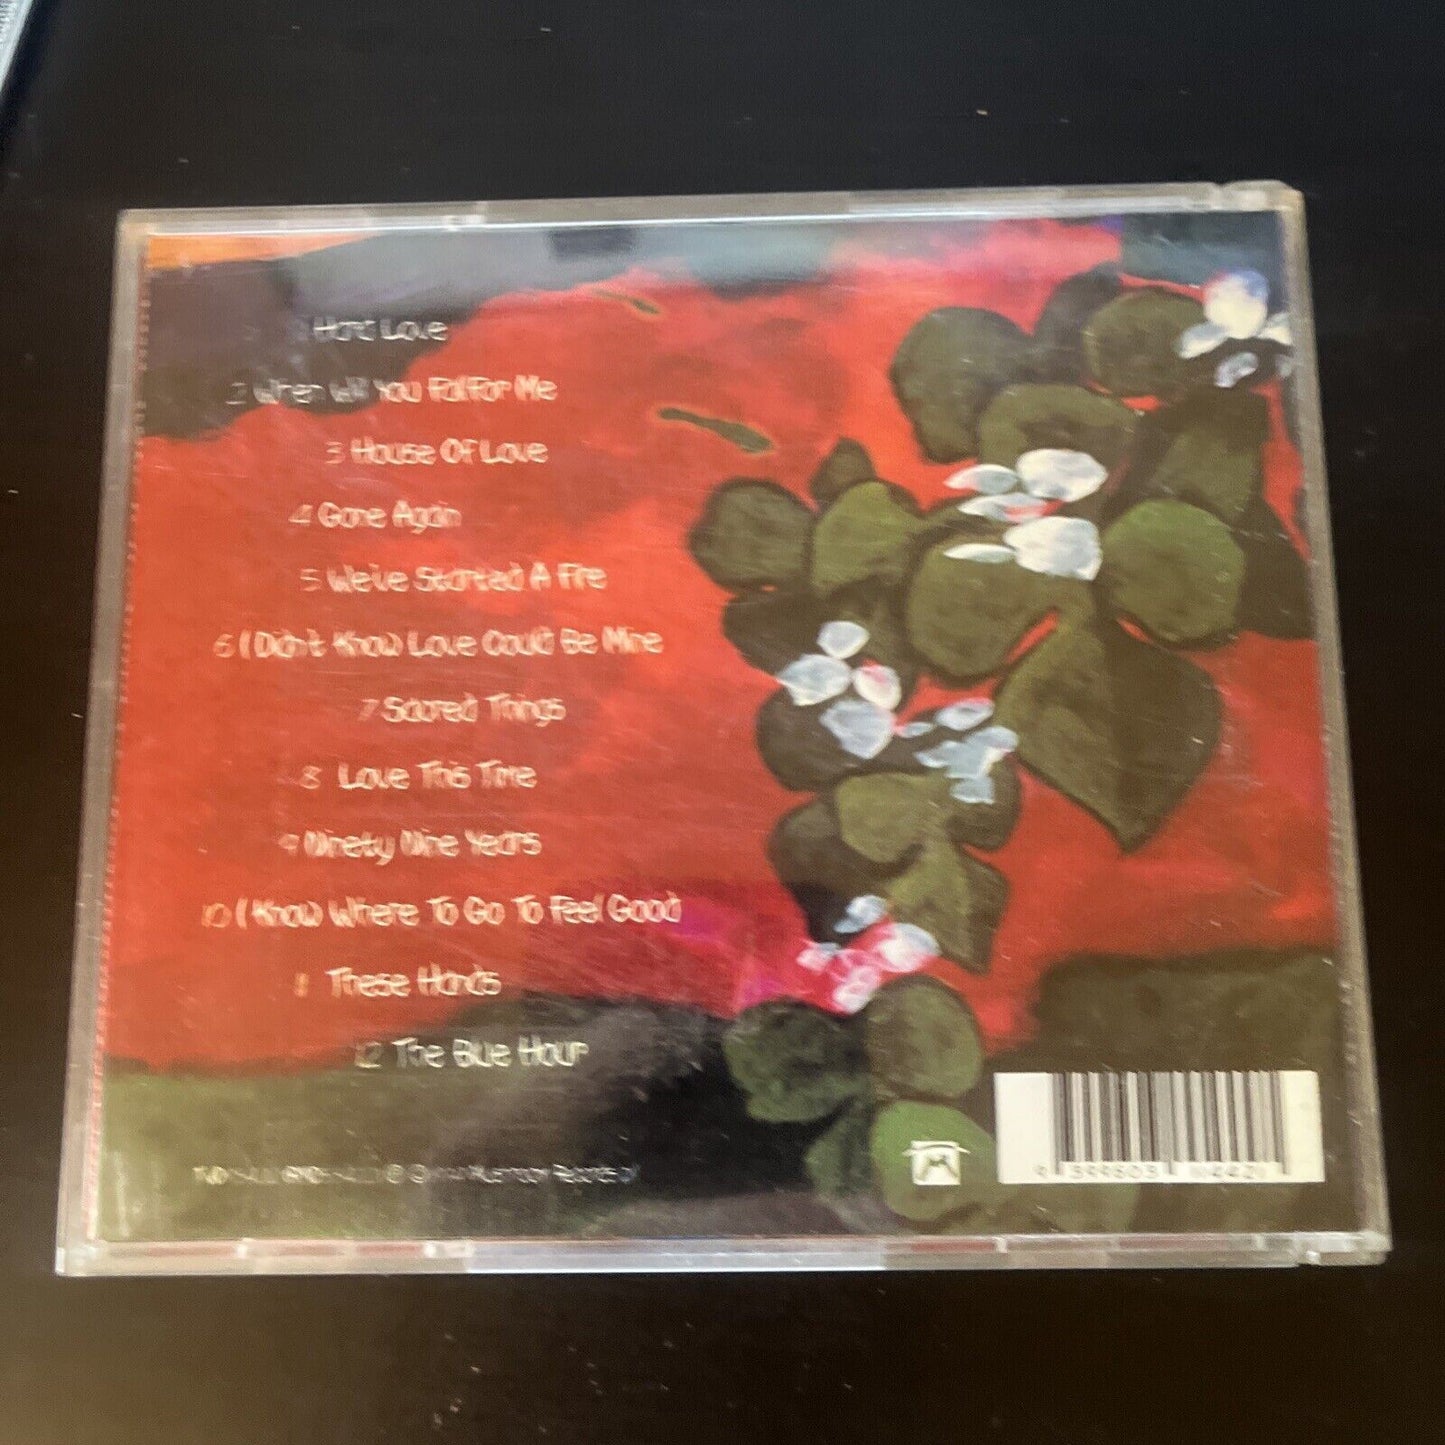 Hard Love
2 When Will You Fall For Me
3 House Of Love
4 Gone Again
5 We've Started A Fire
6 I Didn't Know Love Could Be Mine
7 Sacred Things
8 Love This Time
9 Ninety Nine Years
10 I Know Where To Go To Feel Good
11 These Hands
12 The Blue Hour
Mushroom Records